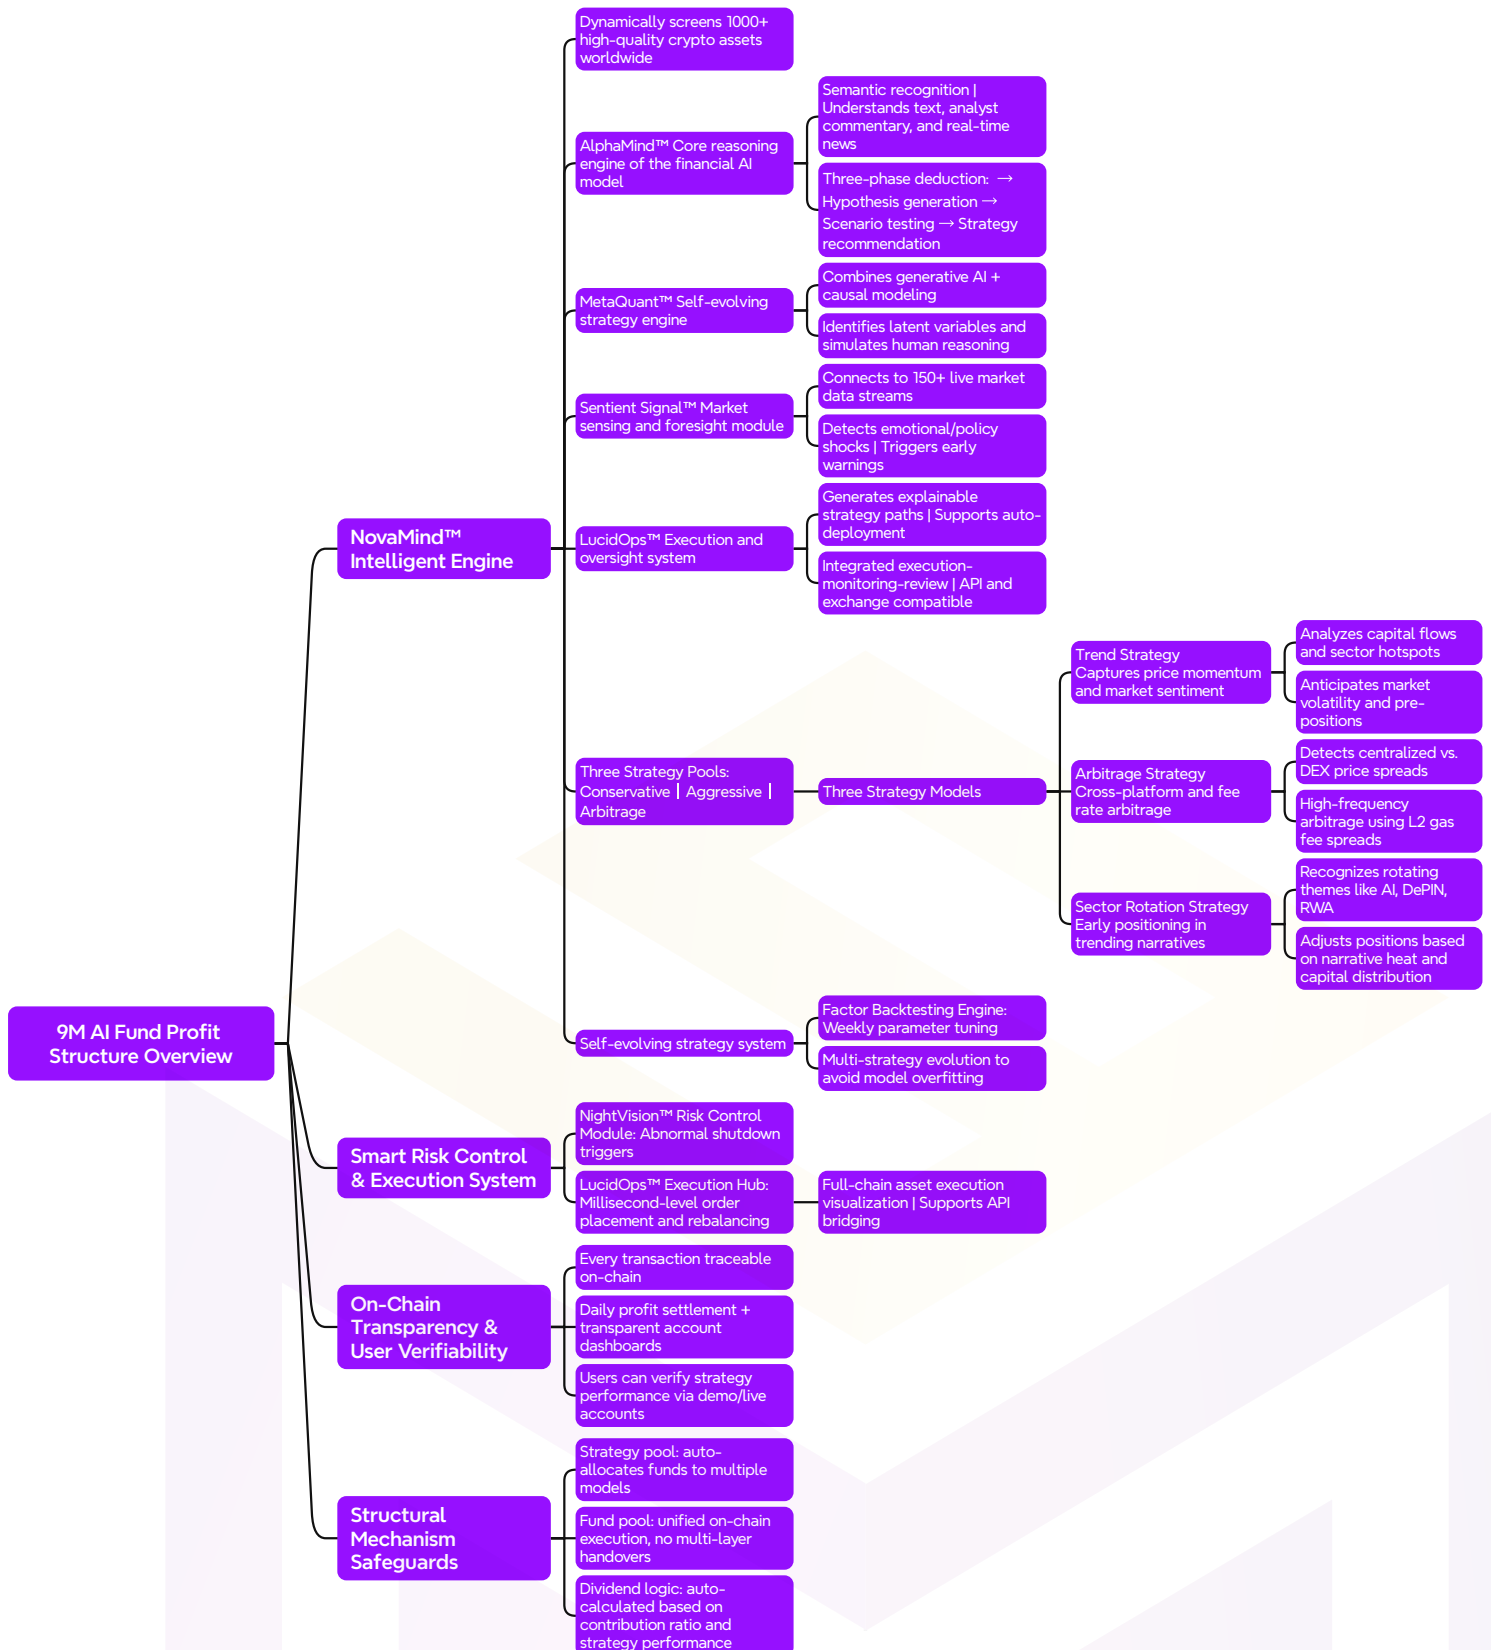 Dynamically screens 1000+
high-quality crypto assets
worldwide
Semantic recognition |
Understands text, analyst
commentary, and real-time
news
AlphaMind™ Core reasoning
engine of the financial AI
model
Three-phase deduction: →
Hypothesis generation →
Scenario testing → Strategy
recommendation
Combines generative AI +
causal modeling
MetaQuant™ Self-evolving
strategy engine
Identifies latent variables and
simulates human reasoning
Connects to 150+ live market
data streams
Sentient Signal™ Market
sensing and foresight module
Detects emotional/policy
shocks | Triggers early
warnings
Generates explainable
strategy paths | Supports auto-
deployment
NovaMind™
Intelligent Engine
LucidOps™ Execution and
oversight system
Integrated execution-
monitoring-review | API and
exchange compatible
Analyzes capital flows
and sector hotspots
Trend Strategy
Captures price momentum
and market sentiment
Anticipates market
volatility and pre-
positions
Detects centralized vs.
DEX price spreads
Three Strategy Pools:
Conservative | Aggressive |
Arbitrage
Three Strategy Models
Arbitrage Strategy
Cross-platform and fee
rate arbitrage
High-frequency
arbitrage using L2 gas
fee spreads
Recognizes rotating
themes like AI, DePIN,
RWA
Sector Rotation Strategy
Early positioning in
trending narratives
Adjusts positions based
on narrative heat and
capital distribution
Factor Backtesting Engine:
Weekly parameter tuning
9M AI Fund Profit
Structure Overview
Self-evolving strategy system
Multi-strategy evolution to
avoid model overfitting
NightVision™ Risk Control
Module: Abnormal shutdown
triggers
Smart Risk Control
& Execution System
LucidOps™ Execution Hub:
Millisecond-level order
placement and rebalancing
Full-chain asset execution
visualization | Supports API
bridging
Every transaction traceable
on-chain
On-Chain
Transparency &
User Verifiability
Daily profit settlement +
transparent account
dashboards
Users can verify strategy
performance via demo/live
accounts
Strategy pool: auto-
allocates funds to multiple
models
Structural
Mechanism
Safeguards
Fund pool: unified on-chain
execution, no multi-layer
handovers
Dividend logic: auto-
calculated based on
contribution ratio and
strategy performance